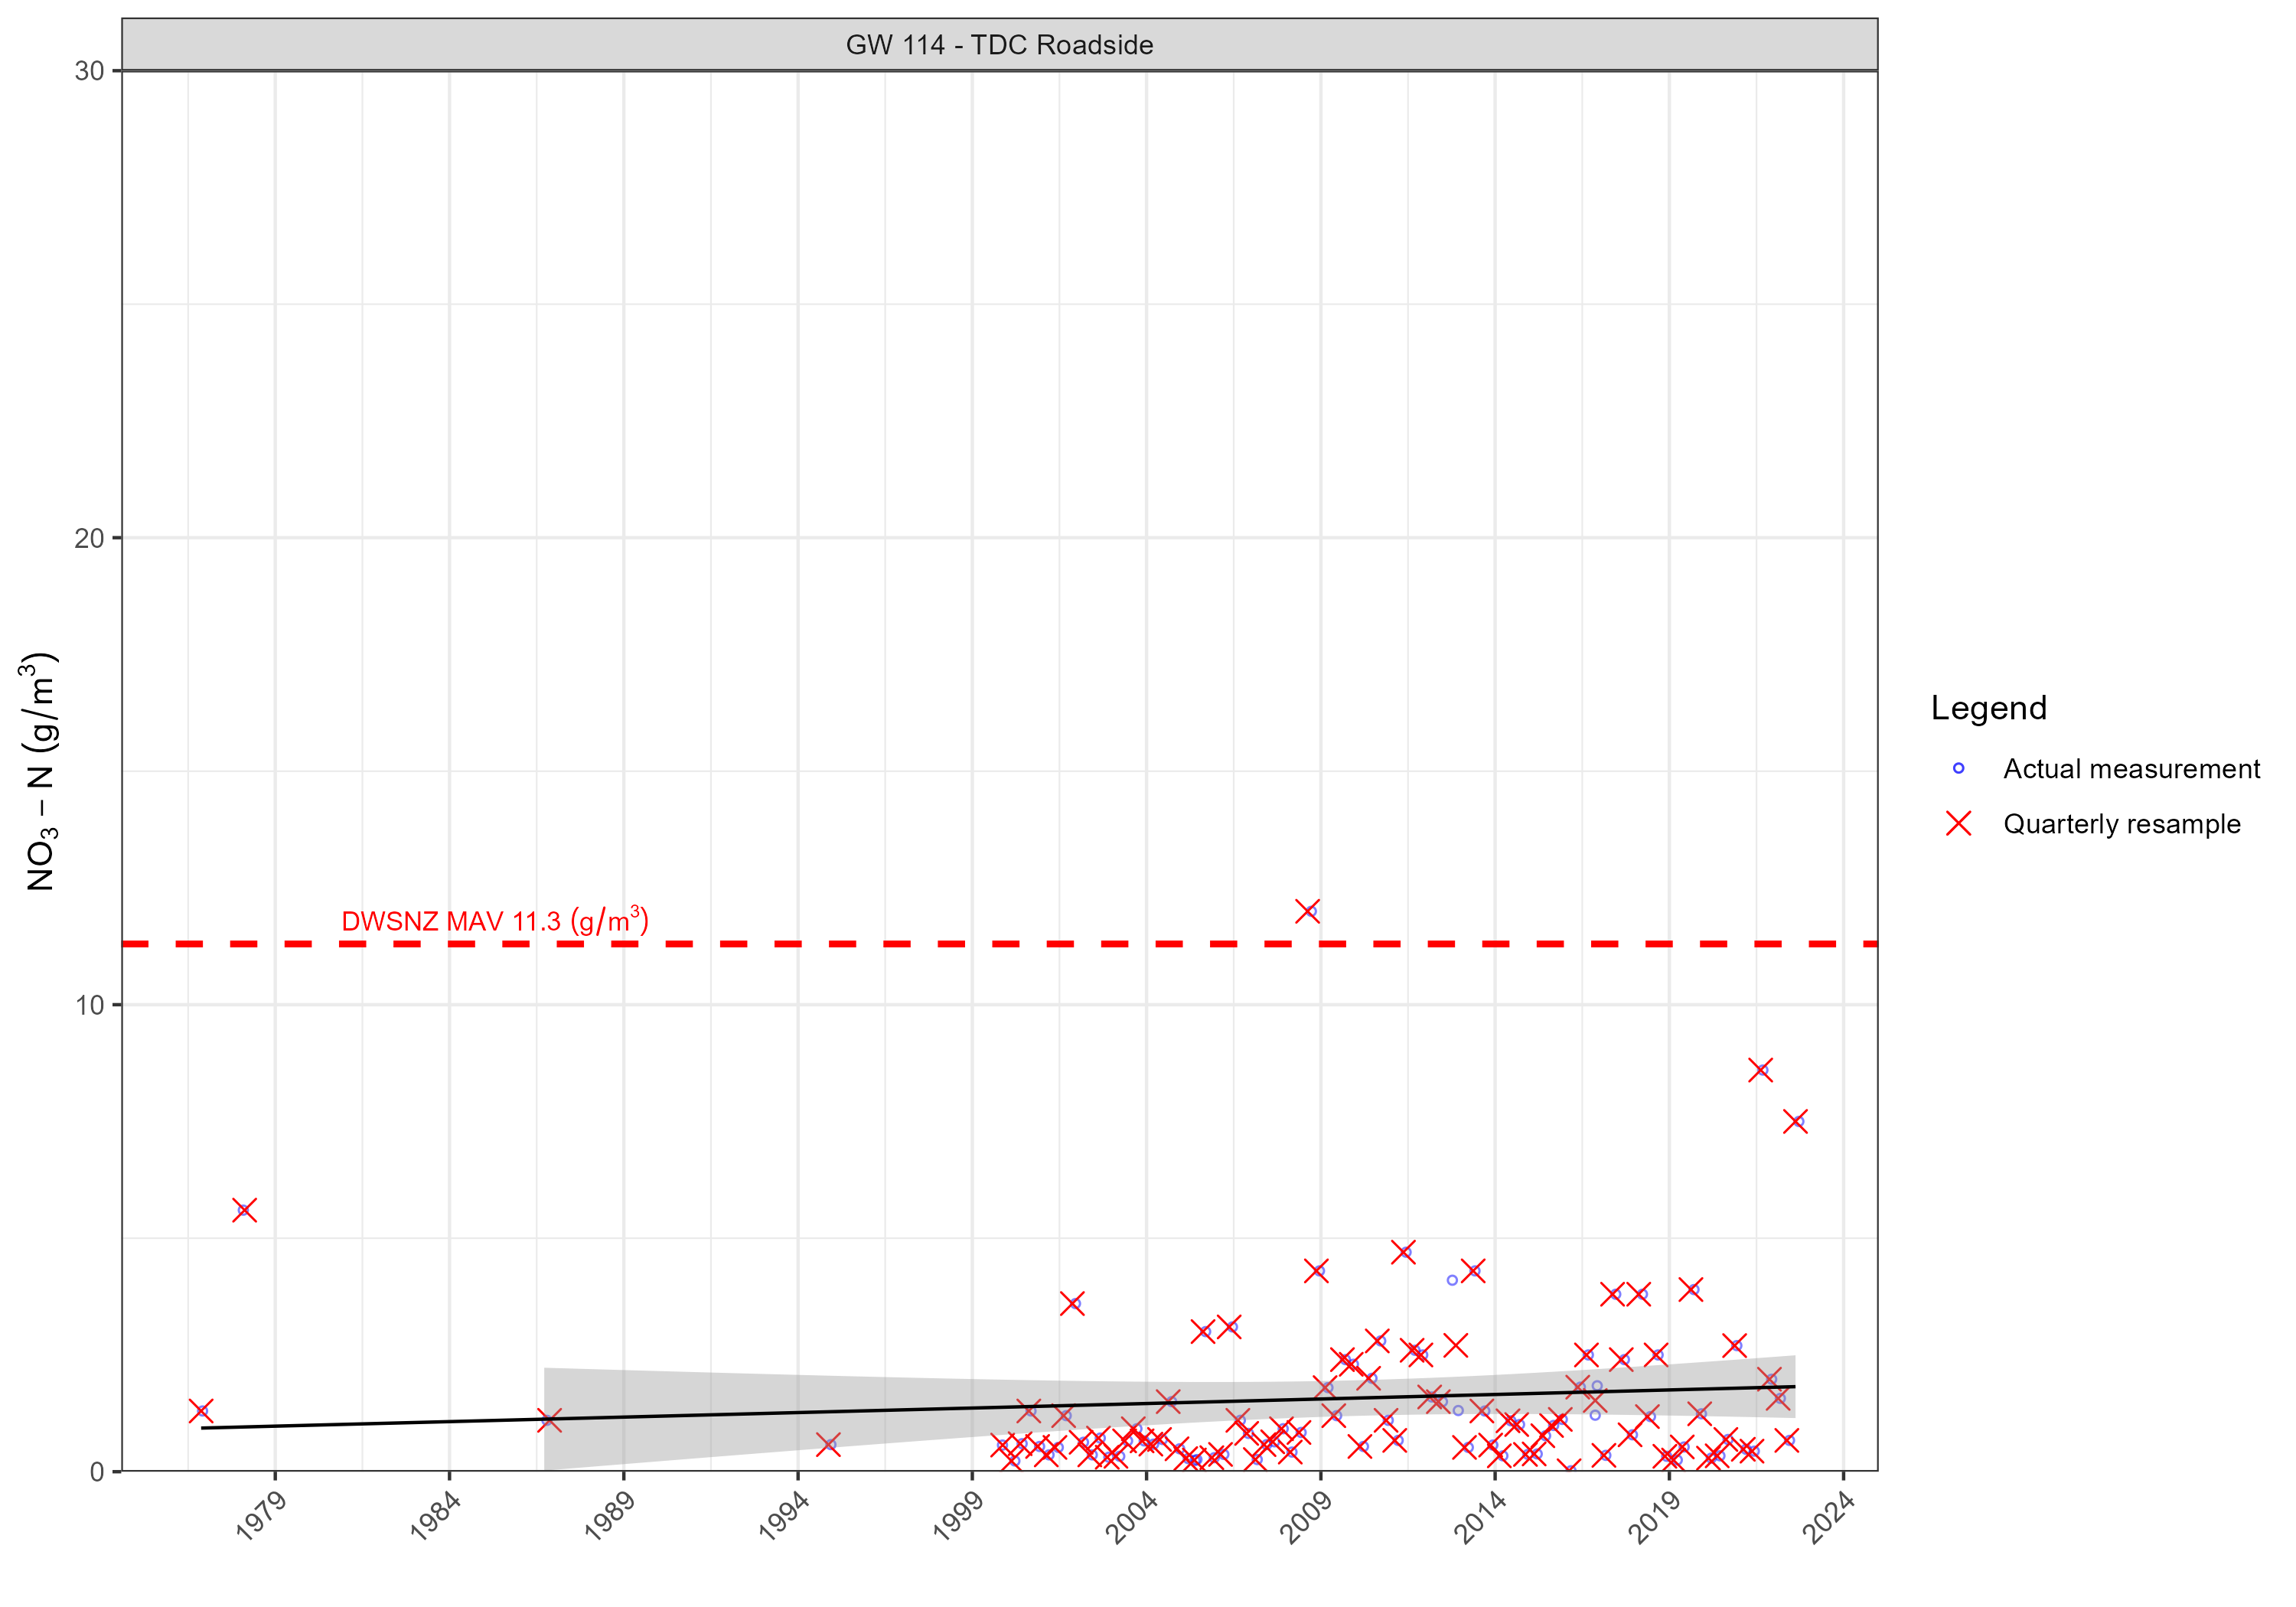 GW 114 - TDC Roadside
30
20
10
0
NO₃ – N (g/m³)
DWSNZ MAV 11.3 (g/m³)
1979
1984
1989
1994
1999
2004
2009
2014
2019
2024
Legend
Actual measurement
Quarterly resample